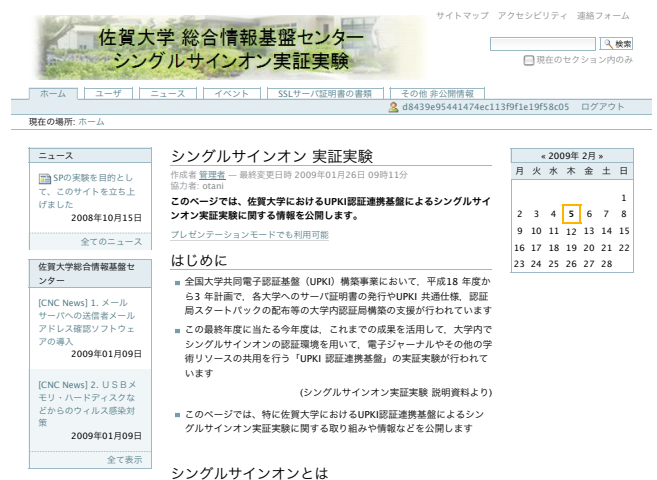 サイトマップ アクセシビリティ 連絡フォーム
佐賀大学 総合情報基盤センター
シングルサインオン実証実験
検索
現在のセクション内のみ
ホーム ユーザ ニュース イベント SSLサーバ証明書の書類 その他 非公開情報
d8439e95441474ec113f9f1e19f58c05 ログアウト
現在の場所: ホーム
ニュース
SPの実験を目的とし
て、このサイトを立ち上
げました
2008年10月15日
全てのニュース
佐賀大学総合情報基盤セ
ンター
[CNC News] 1. メール
サーバへの送信者メール
アドレス確認ソフトウェ
アの導入
2009年01月09日
[CNC News] 2. ＵＳＢメ
モリ・ハードディスクな
どからのウィルス感染対
策
2009年01月09日
全て表示
シングルサインオン 実証実験
作成者 管理者 — 最終変更日時 2009年01月26日 09時11分
協力者: otani
このページでは、佐賀大学におけるUPKI認証連携基盤によるシングルサイ
ンオン実証実験に関する情報を公開します。
プレゼンテーションモードでも利用可能
はじめに
全国大学共同電子認証基盤（UPKI）構築事業において，平成18 年度か
ら3 年計画で，各大学へのサーバ証明書の発行やUPKI 共通仕様，認証
局スタートパックの配布等の大学内認証局構築の支援が行われています
この最終年度に当たる今年度は，これまでの成果を活用して，大学内で
シングルサインオンの認証環境を用いて，電子ジャーナルやその他の学
術リソースの共用を行う「UPKI 認証連携基盤」の実証実験が行われて
います
(シングルサインオン実証実験 説明資料より)
このページでは、特に佐賀大学におけるUPKI認証連携基盤によるシン
グルサインオン実証実験に関する取り組みや情報などを公開します
シングルサインオンとは
« 2009年 2月 »
月 火 水 木 金 土 日
1
2 3 4 5 6 7 8
9 10 11 12 13 14 15
16 17 18 19 20 21 22
23 24 25 26 27 28